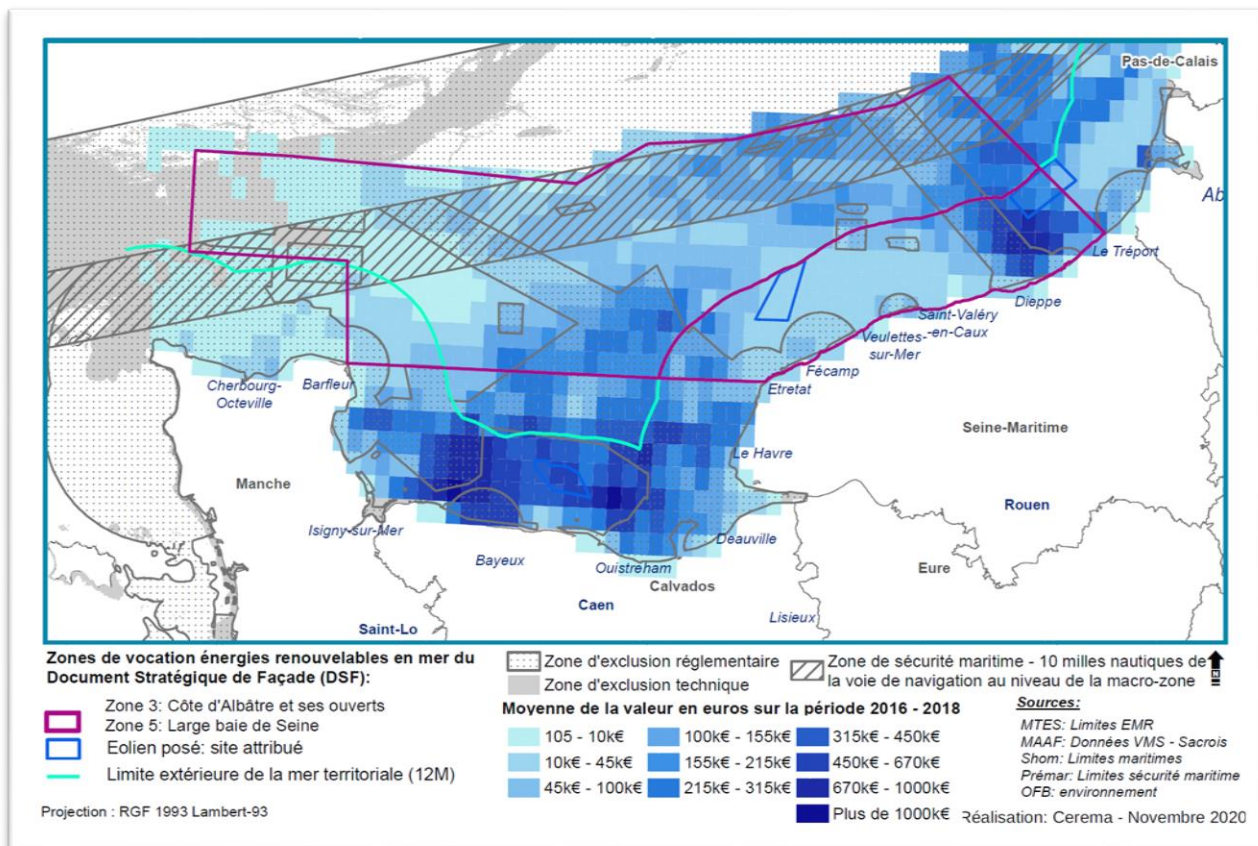 Pas-de-Calais
Ab
Le Tréport
Dieppe
Saint-Valéry
-en-Caux
Veulettes-
sur-Mer
Fécamp
Etretat
Cherbourg-
Octeville
Barfleur
Seine-Maritime
Le Havre
Manche
Rouen
Isigny-sur-Mer
Deauville
Bayeux
Ouistreham
Eure
Calvados
Caen
Lisieux
Saint-Lo
Zones de vocation énergies renouvelables en mer du
Document Stratégique de Façade (DSF):
Zone 3: Côte d'Albâtre et ses ouverts
Zone 5: Large baie de Seine
Eolien posé: site attribué
Limite extérieure de la mer territoriale (12M)
Projection : RGF 1993 Lambert-93
Zone d'exclusion réglementaire
Zone d'exclusion technique
Zone de sécurité maritime - 10 milles nautiques de
la voie de navigation au niveau de la macro-zone
N
Moyenne de la valeur en euros sur la période 2016 - 2018
105 - 10k€
10k€ - 45k€
45k€ - 100k€
100k€ - 155k€
155k€ - 215k€
215k€ - 315k€
315k€ - 450k€
450k€ - 670k€
670k€ - 1000k€
Plus de 1000k€
Sources:
MTES: Limites EMR
MAAF: Données VMS - Sacrois
Shom: Limites maritimes
Prémar: Limites sécurité maritime
OFB: environnement
Réalisation: Cerema - Novembre 2020